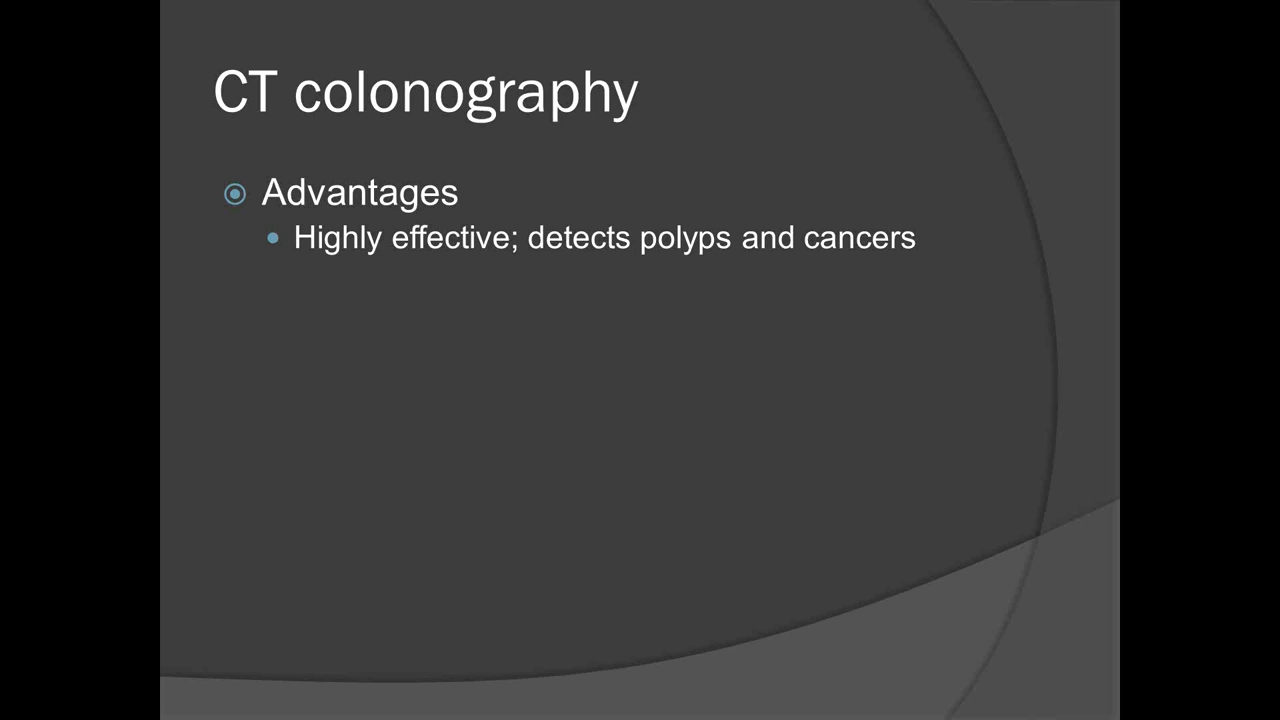 CT colonography
Advantages
Highly effective; detects polyps and cancers